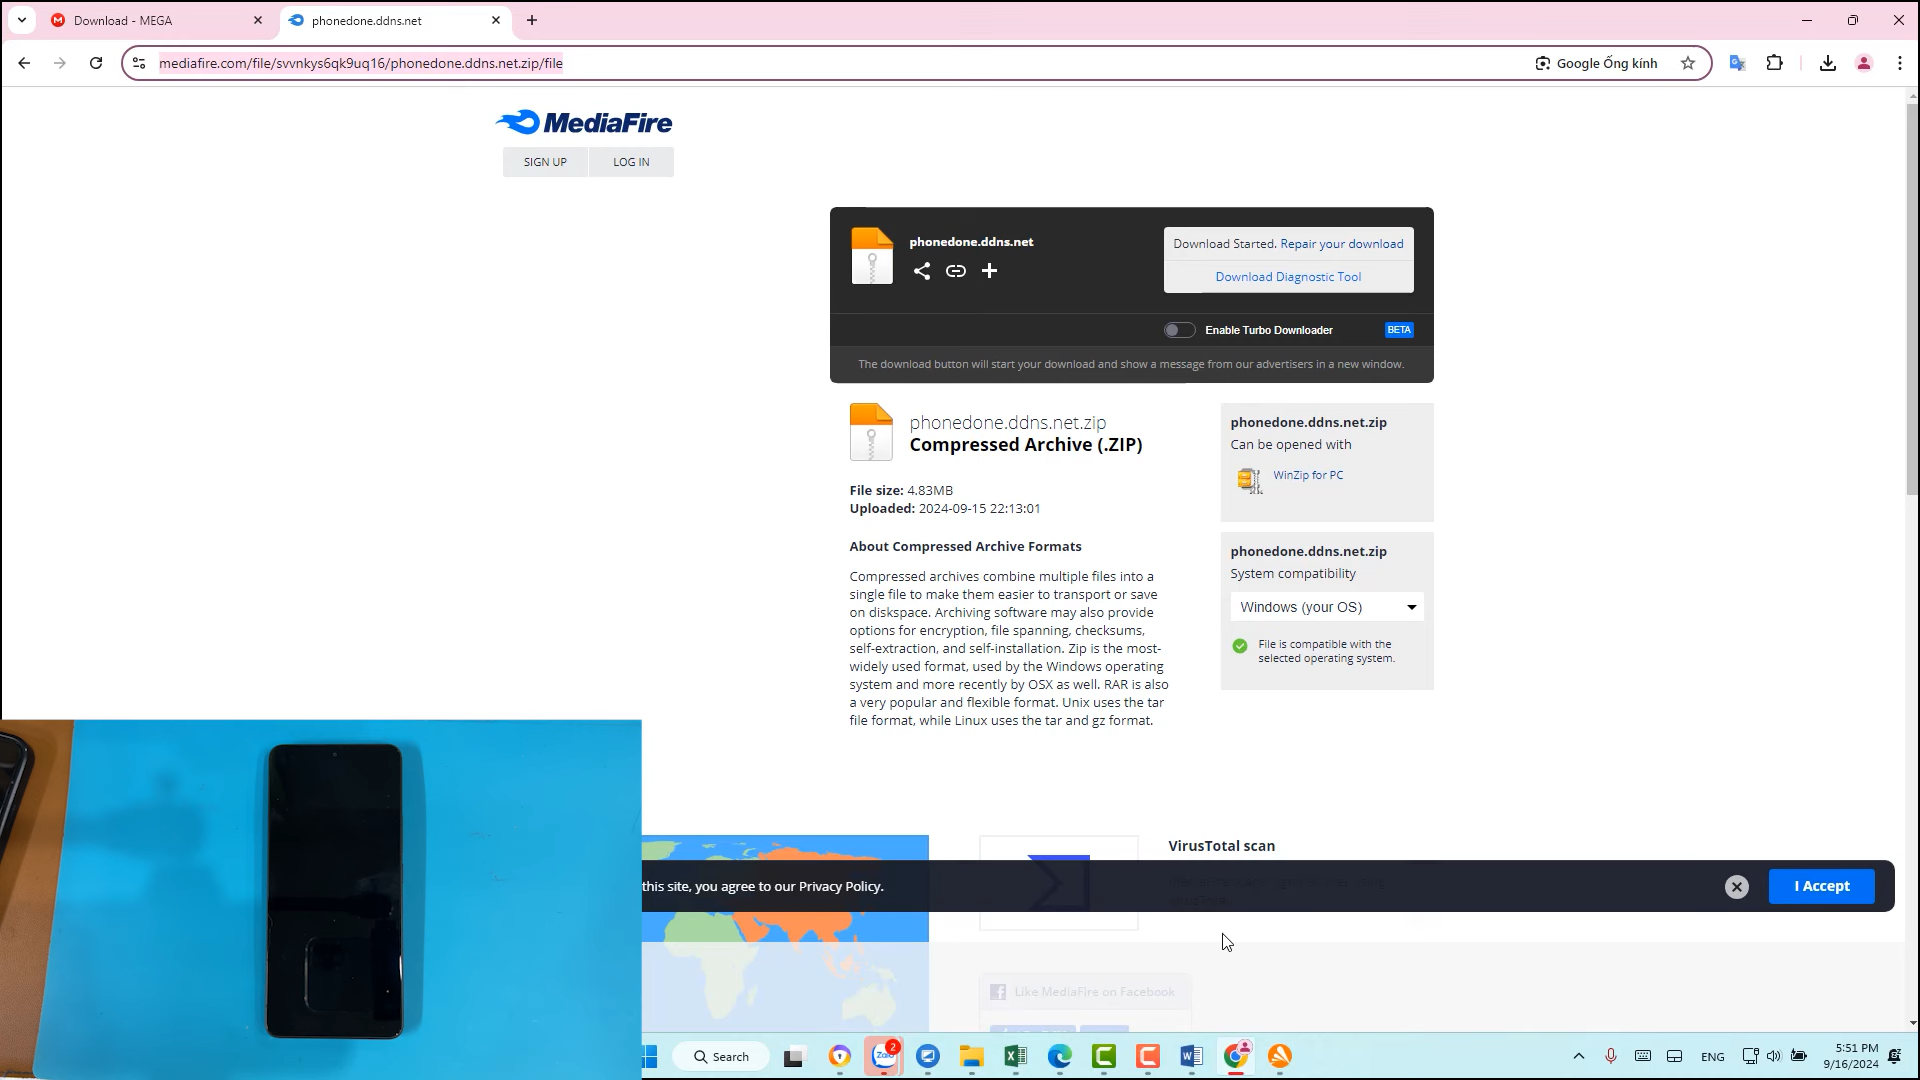 Download - MEGA
phonedone.ddns.net
mediafire.com/file/svvnkys6qk9uq16/phonedone.ddns.net.zip/file
Google Ống kính
MediaFire
SIGN UP
LOG IN
phonedone.ddns.net
Download Started. Repair your download
Download Diagnostic Tool
Enable Turbo Downloader
BETA
The download button will start your download and show a message from our advertisers in a new window.
phonedone.ddns.net.zip
Compressed Archive (.ZIP)
File size: 4.83MB
Uploaded: 2024-09-15 22:13:01
About Compressed Archive Formats
Compressed archives combine multiple files into a
single file to make them easier to transport or save
on diskspace. Archiving software may also provide
options for encryption, file spanning, checksums,
self-extraction, and self-installation. Zip is the most-
widely used format, used by the Windows operating
system and more recently by OSX as well. RAR is also
a very popular and flexible format. Unix uses the tar
file format, while Linux uses the tar and gz format.
phonedone.ddns.net.zip
Can be opened with
WinZip for PC
phonedone.ddns.net.zip
System compatibility
Windows (your OS)
File is compatible with the
selected operating system.
VirusTotal scan
this site, you agree to our Privacy Policy.
I Accept
Like MediaFire on Facebook
Search
Zalo
2
ENG
5:51 PM
9/16/2024